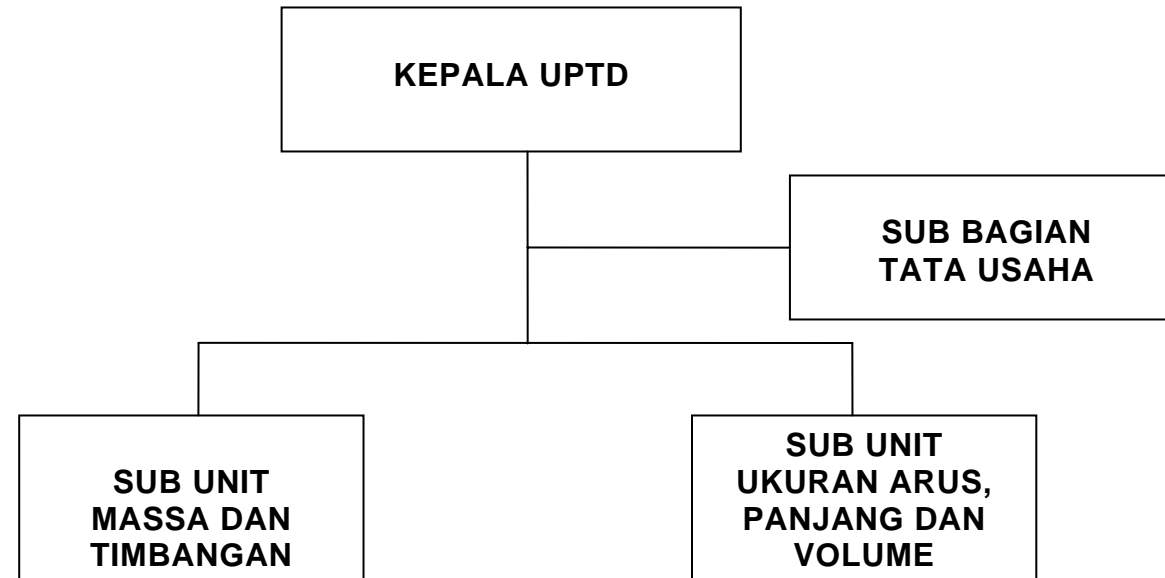 KEPALA UPTD
SUB BAGIAN
TATA USAHA
SUB UNIT
MASSA DAN
TIMBANGAN
SUB UNIT
UKURAN ARUS,
PANJANG DAN
VOLUME